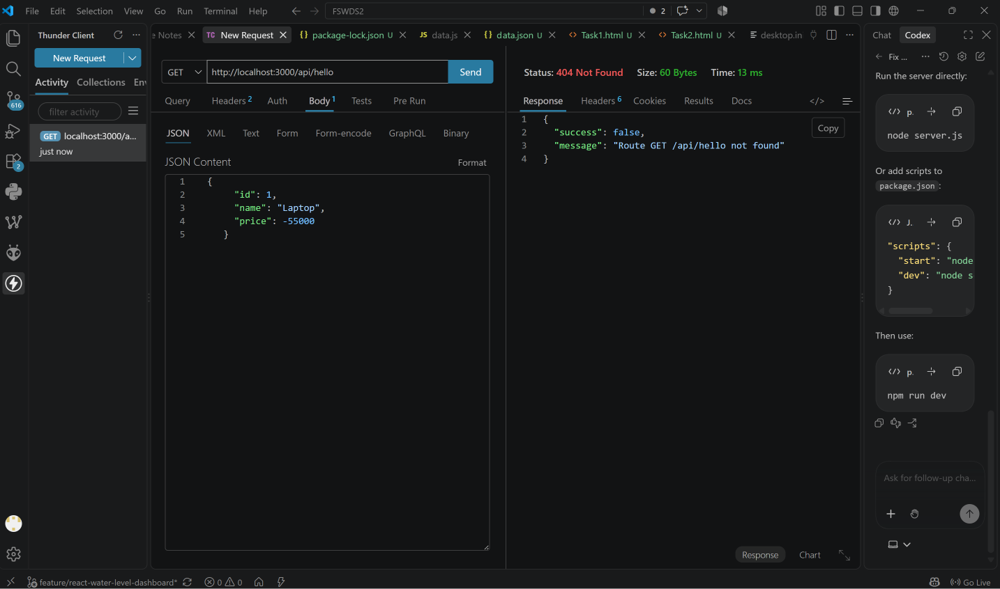 File Edit Selection View Go Run Terminal Help
FSWDS2
2
Thunder Client
New Request
Activity Collections Env
filter activity
GET localhost:3000/a...
just now
616
2
e Notes
TC New Request
{} package-lock.json U
JS data.js
{} data.json U
<> Task1.html U
<> Task2.html U
desktop.in
GET
http://localhost:3000/api/hello
Send
Query Headers 2 Auth Body 1 Tests Pre Run
JSON XML Text Form Form-encode GraphQL Binary
JSON Content
Format
1 {
2 "id": 1,
3 "name": "Laptop",
4 "price": -55000
5 }
Status: 404 Not Found Size: 60 Bytes Time: 13 ms
Response Headers 6 Cookies Results Docs
</>
1 {
2 "success": false,
3 "message": "Route GET /api/hello not found"
4 }
Copy
Response Chart
Chat Codex
Fix ...
Run the server directly:
</> p.
node server.js
Or add scripts to
package.json:
</> J.
"scripts": {
"start": "node
"dev": "node s
}
Then use:
</> p.
npm run dev
Ask for follow-up cha...
feature/react-water-level-dashboard*
0 0
Go Live